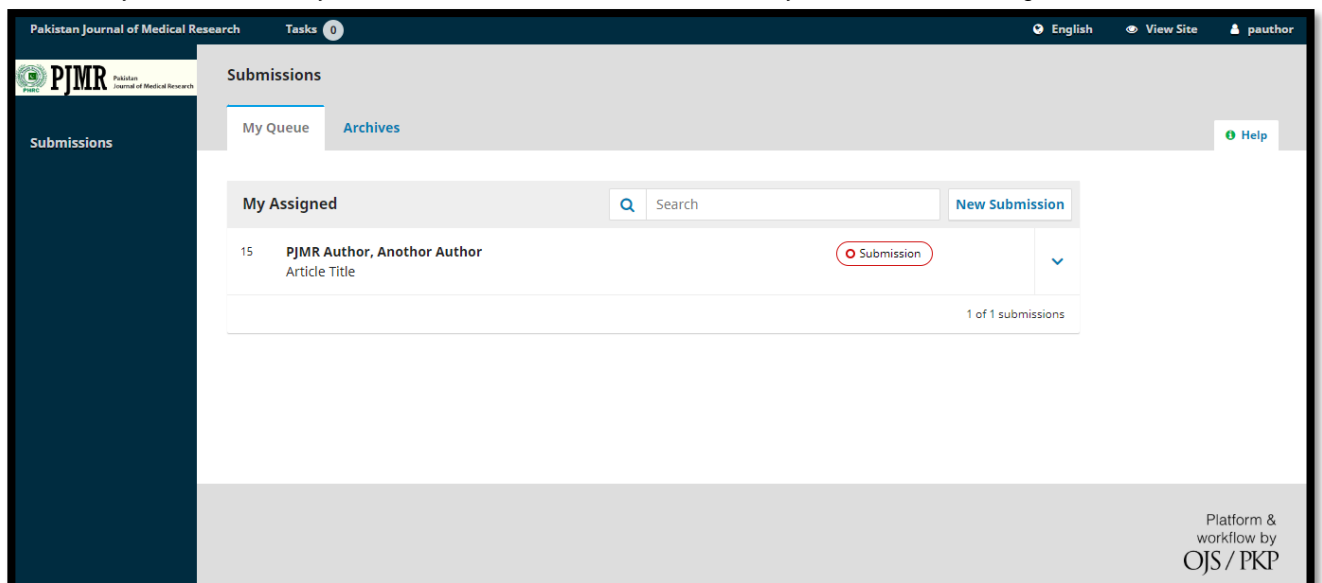 Pakistan Journal of Medical Research Tasks 0 English View Site pauthor
PHRC PJMR Pakistan
Journal of Medical Research
Submissions
Submissions
My Queue Archives
Help
My Assigned Search New Submission
15 PJMR Author, Anothor Author Submission
Article Title
1 of 1 submissions
Platform &
workflow by
OJS / PKP